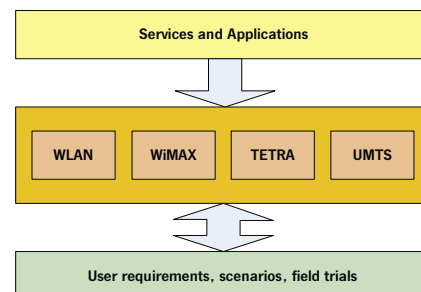 Services and Applications
WLAN WiMAX TETRA UMTS
User requirements, scenarios, field trials